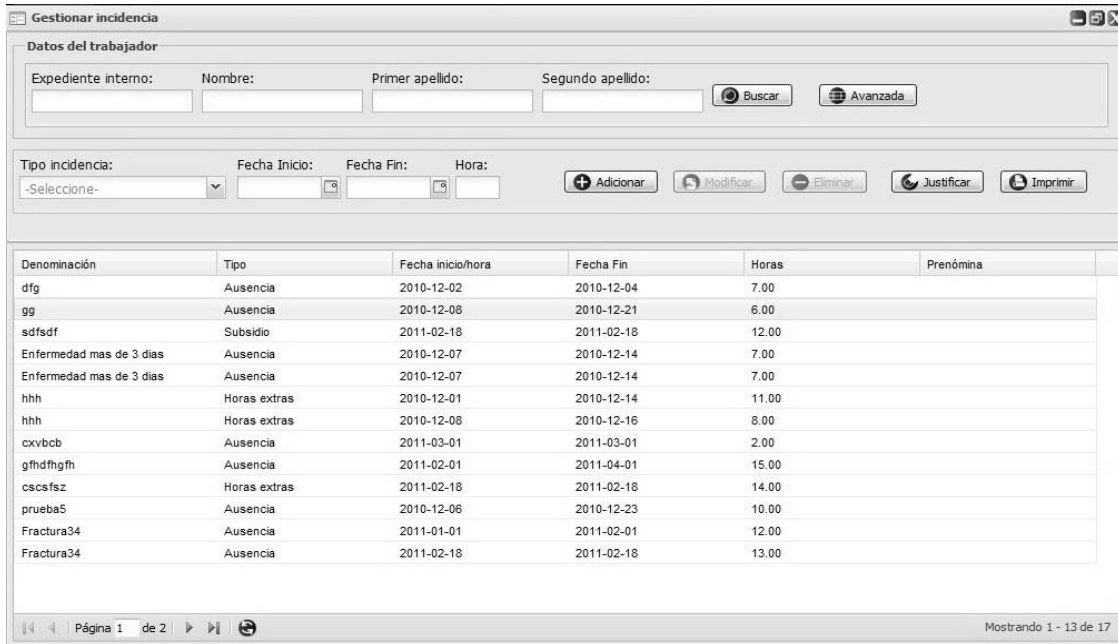 Gestionar incidencia
Datos del trabajador
Expediente interno: Nombre: Primer apellido: Segundo apellido:
Buscar Avanzada
Tipo incidencia: Fecha Inicio: Fecha Fin: Hora:
-Seleccione- Adicionar Modificar Eliminar Justificar Imprimir
Denominación Tipo Fecha inicio/hora Fecha Fin Horas Prenómina
dfg Ausencia 2010-12-02 2010-12-04 7.00
gg Ausencia 2010-12-08 2010-12-21 6.00
sdfsdf Subsidio 2011-02-18 2011-02-18 12.00
Enfermedad mas de 3 dias Ausencia 2010-12-07 2010-12-14 7.00
Enfermedad mas de 3 dias Ausencia 2010-12-07 2010-12-14 7.00
hhh Horas extras 2010-12-01 2010-12-14 11.00
hhh Horas extras 2010-12-08 2010-12-16 8.00
cxvbcb Ausencia 2011-03-01 2011-03-01 2.00
gfhdfhgfh Ausencia 2011-02-01 2011-04-01 15.00
cscsfsz Horas extras 2011-02-18 2011-02-18 14.00
prueba5 Ausencia 2010-12-06 2010-12-23 10.00
Fractura34 Ausencia 2011-01-01 2011-02-01 12.00
Fractura34 Ausencia 2011-02-18 2011-02-18 13.00
Página 1 de 2 Mostrando 1 - 13 de 17